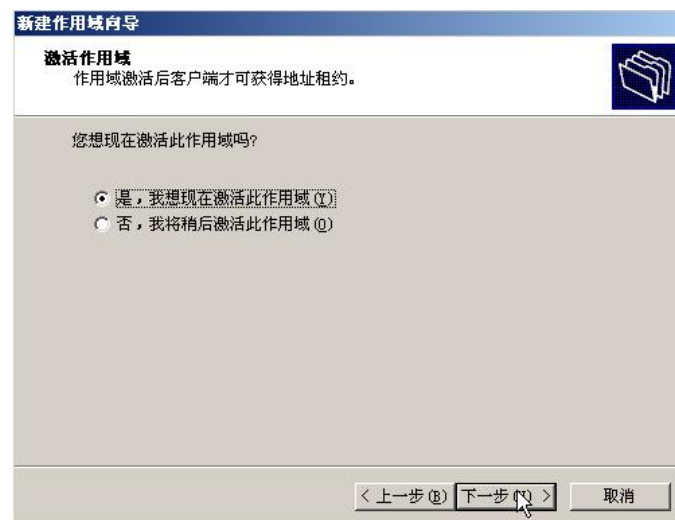 新建作用域向导
激活作用域
作用域激活后客户端才可获得地址租约。
您想现在激活此作用域吗?
是，我想现在激活此作用域(Y)
否，我将稍后激活此作用域(O)
< 上一步(B)
下一步(N) >
取消